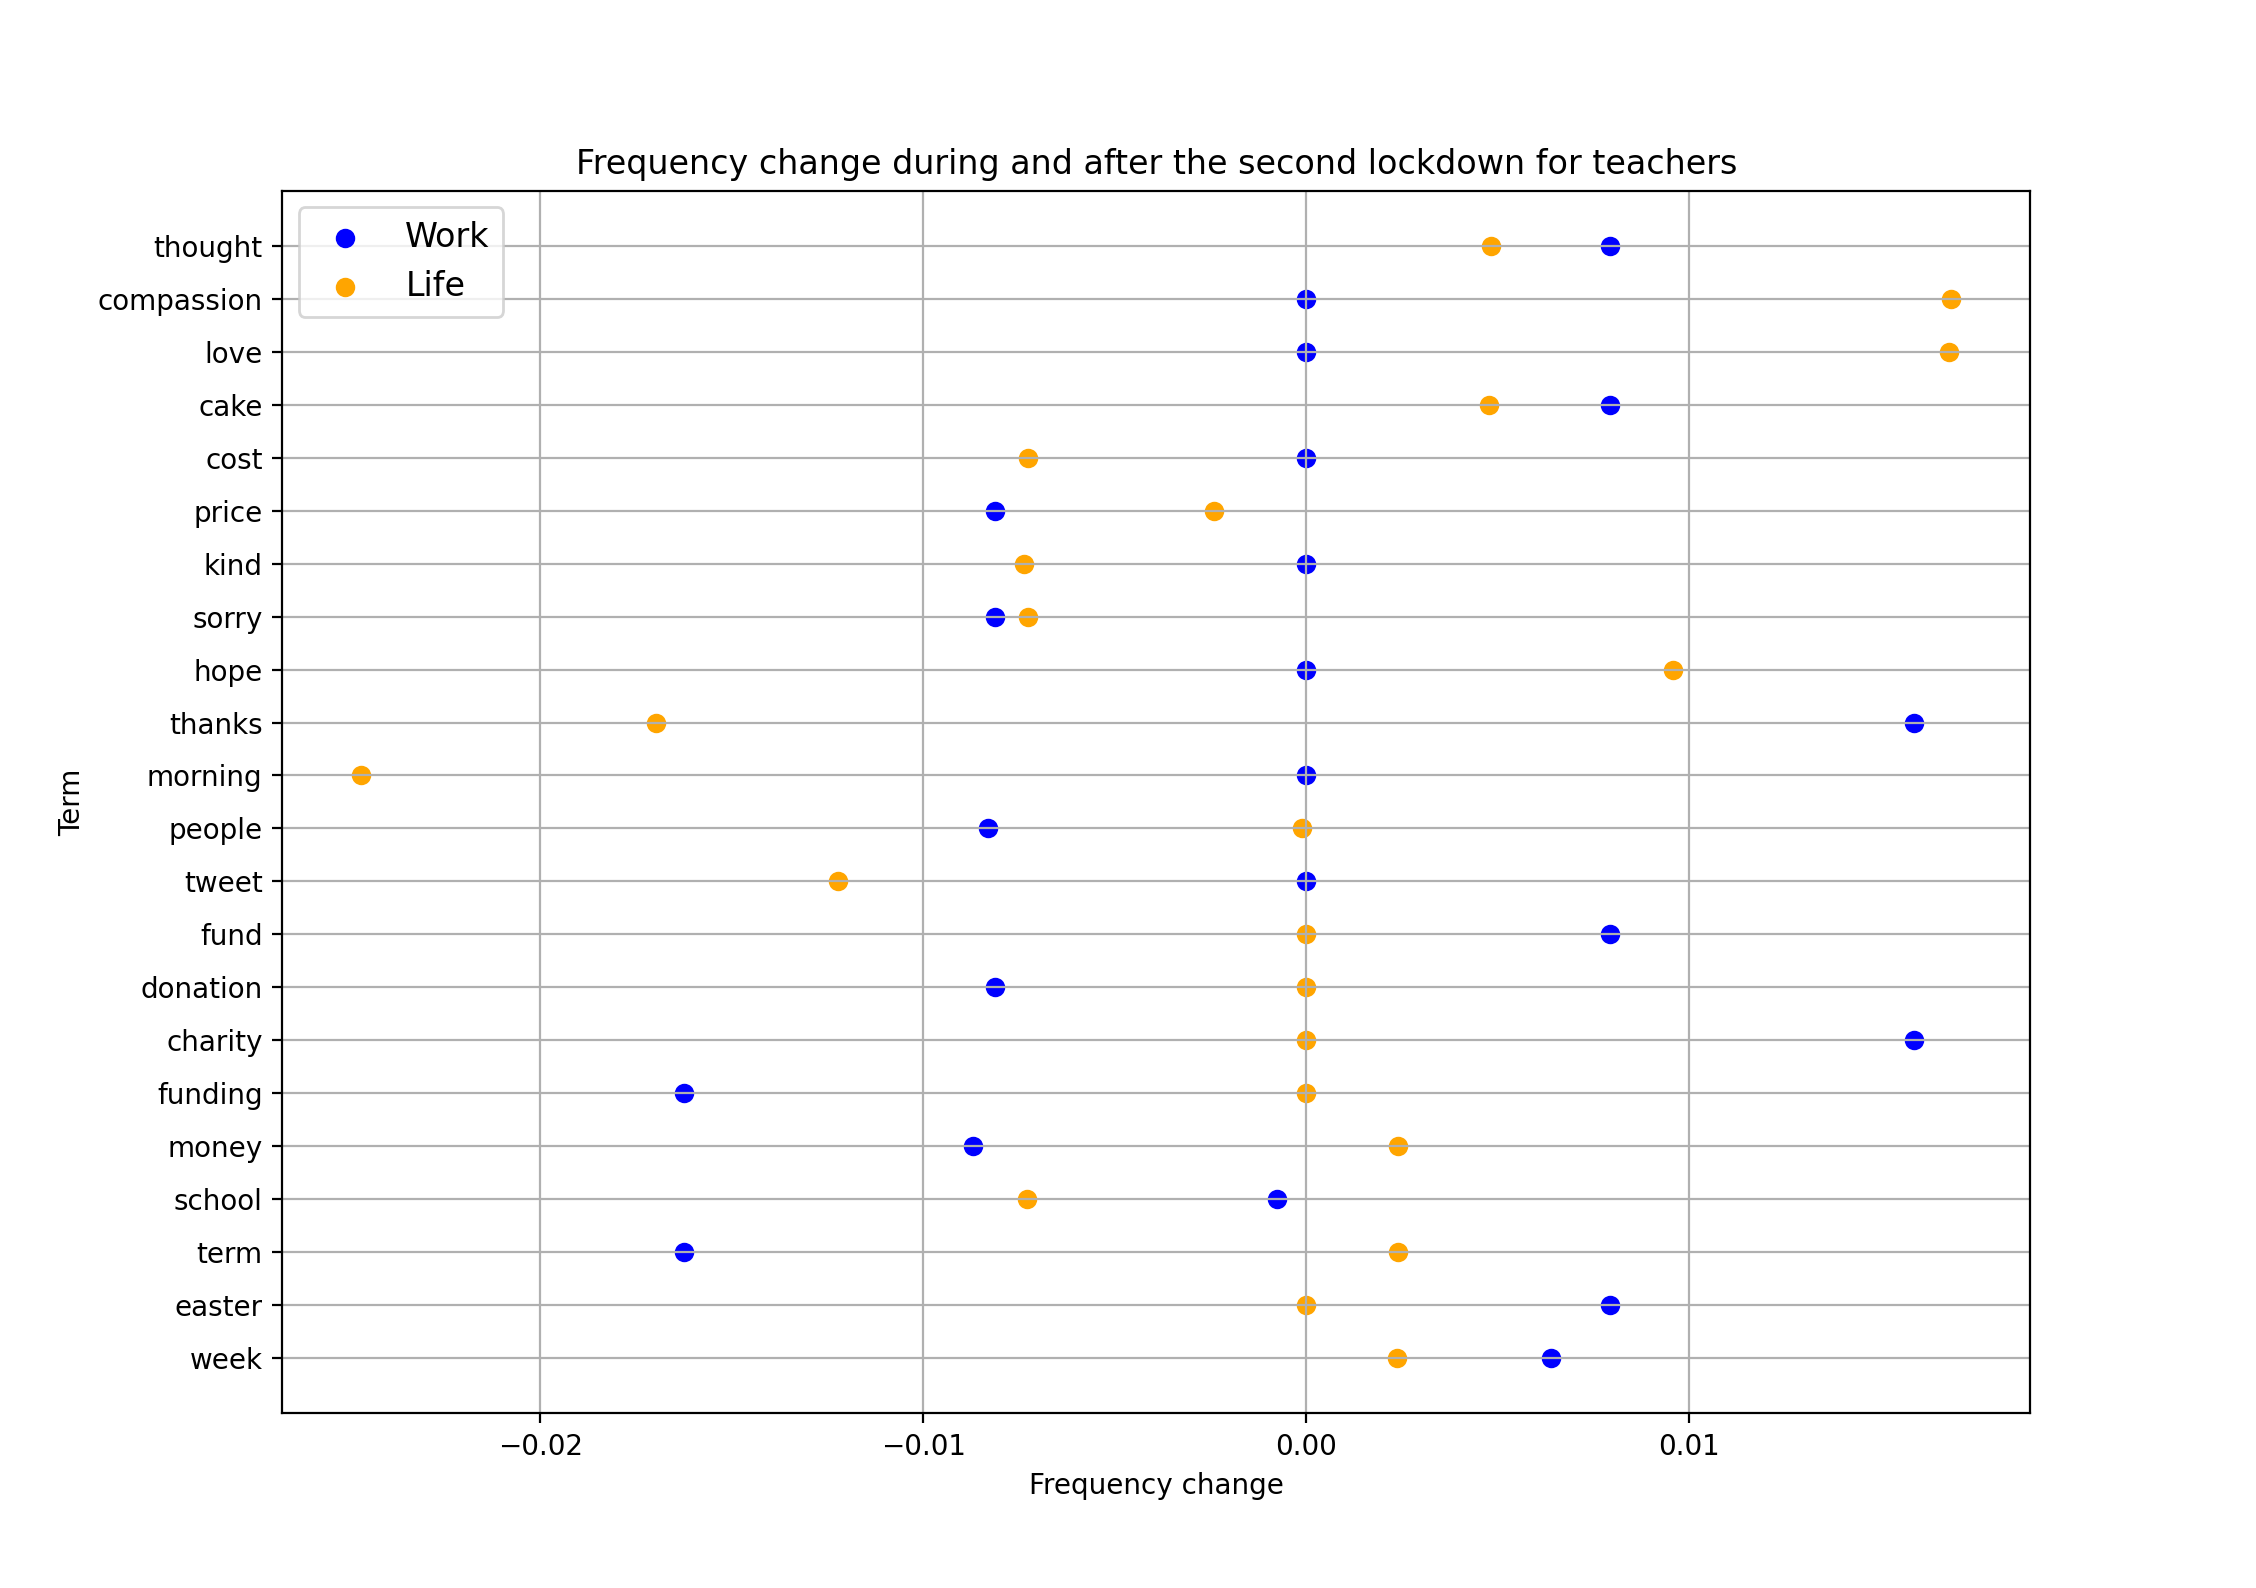 Frequency change during and after the second lockdown for teachers
Work
Life
thought
compassion
love
cake
cost
price
kind
sorry
hope
thanks
morning
people
tweet
fund
donation
charity
funding
money
school
term
easter
week
Term
−0.02 −0.01 0.00 0.01
Frequency change